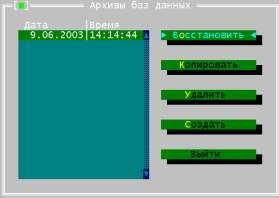 Архивы баз данных
Дата |Время
9.06.2003|14:14:44
Восстановить
Копировать
Удалить
Создать
Выйти